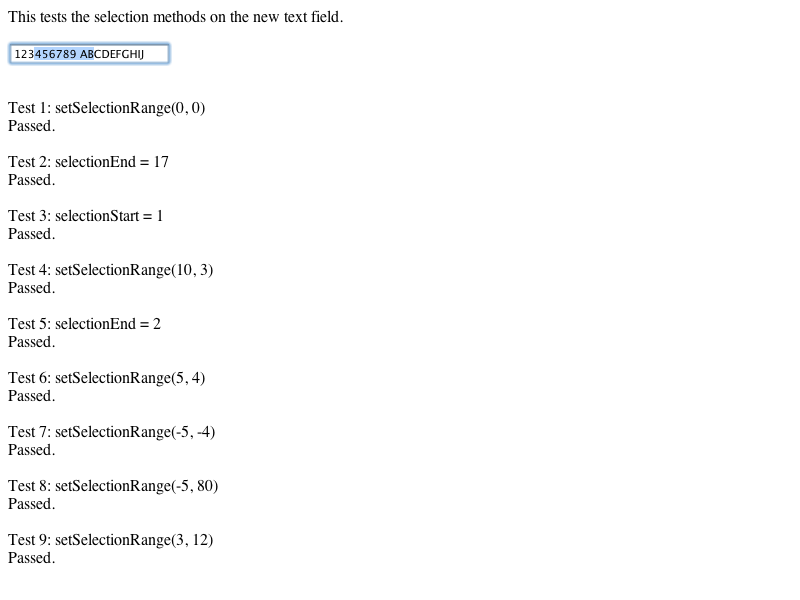 This tests the selection methods on the new text field.
123456789 ABCDEFGHIJ
Test 1: setSelectionRange(0, 0)
Passed.
Test 2: selectionEnd = 17
Passed.
Test 3: selectionStart = 1
Passed.
Test 4: setSelectionRange(10, 3)
Passed.
Test 5: selectionEnd = 2
Passed.
Test 6: setSelectionRange(5, 4)
Passed.
Test 7: setSelectionRange(-5, -4)
Passed.
Test 8: setSelectionRange(-5, 80)
Passed.
Test 9: setSelectionRange(3, 12)
Passed.